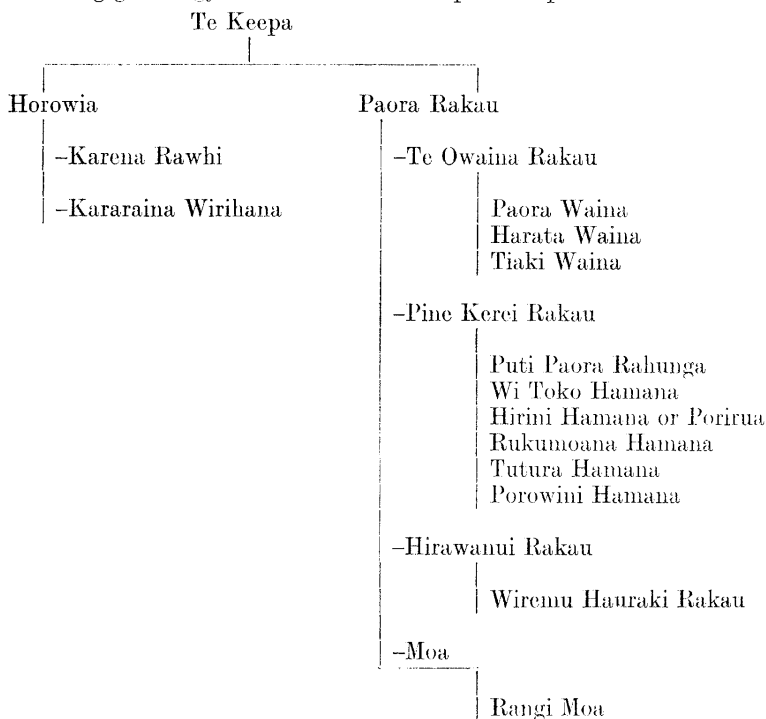 Te Keepa
Horowia Paora Rakau
–Karena Rawhi –Te Owaina Rakau
–Kararaina Wirihana Paora Waina
Harata Waina
Tiaki Waina
–Pine Kerei Rakau
Puti Paora Rahunga
Wi Toko Hamana
Hirini Hamana or Porirua
Rukumoana Hamana
Tutura Hamana
Porowini Hamana
–Hirawanui Rakau
Wiremu Hauraki Rakau
–Moa
Rangi Moa